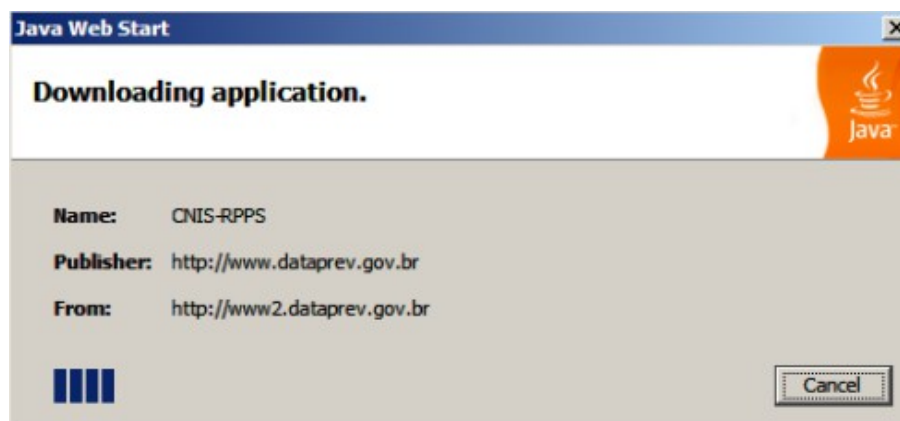 Java Web Start
Downloading application.
Java
Name: CNIS-RPPS
Publisher: http://www.dataprev.gov.br
From: http://www2.dataprev.gov.br
Cancel